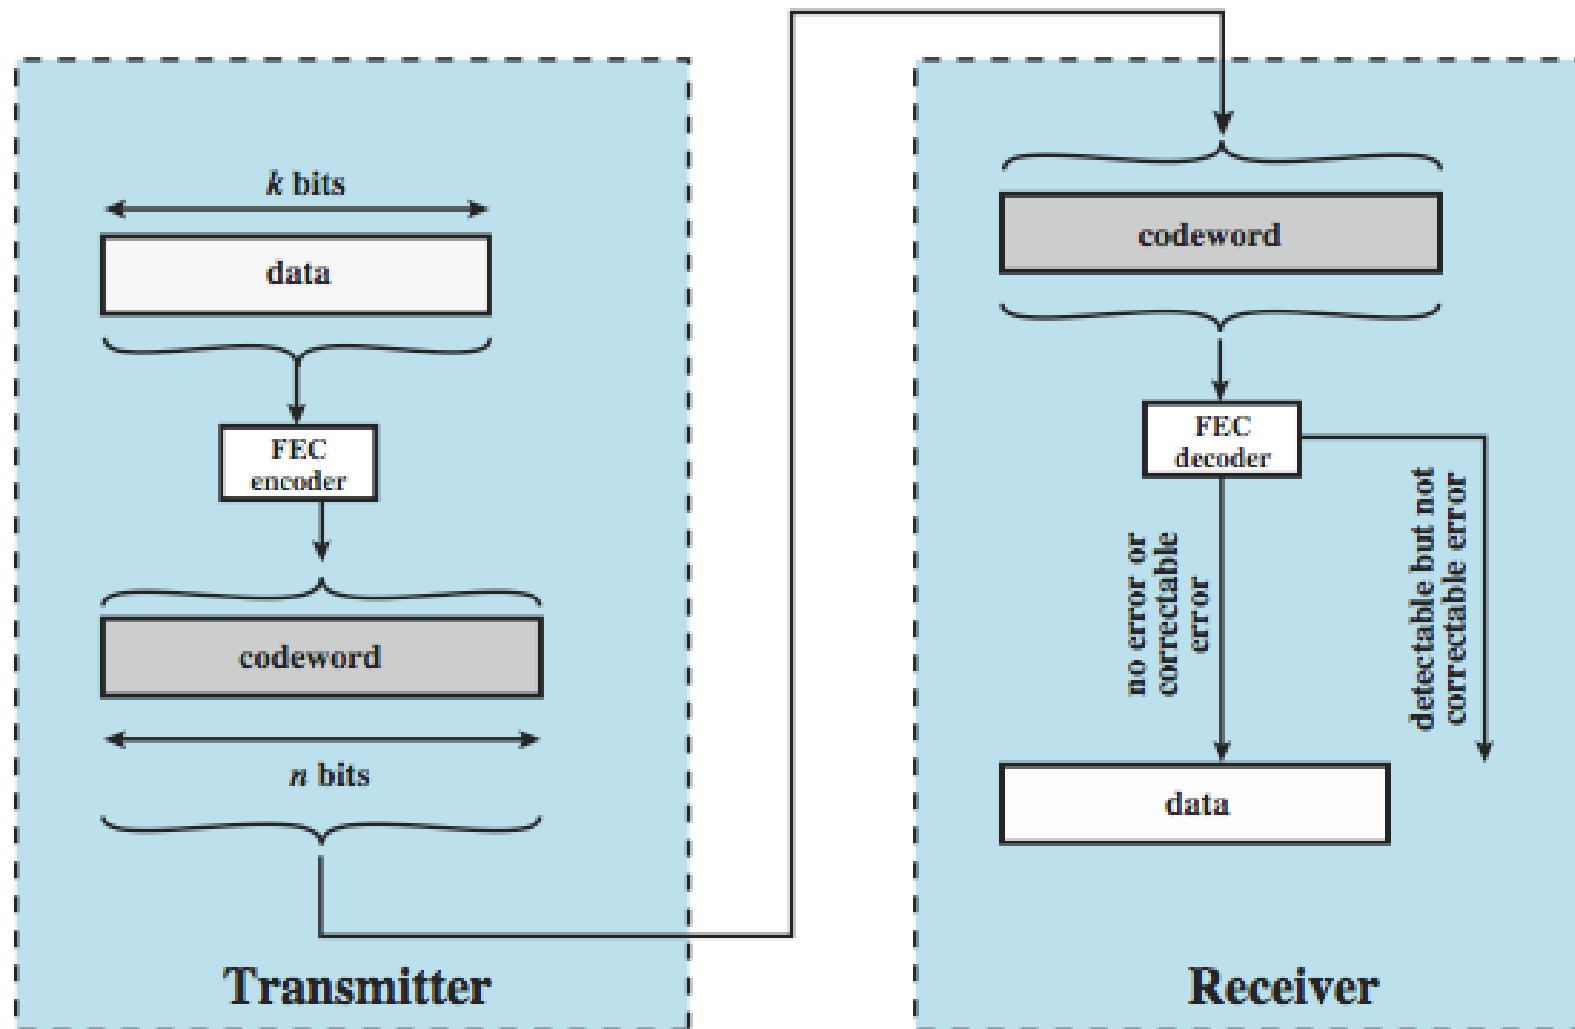 k bits
data
FEC
encoder
codeword
n bits
Transmitter
codeword
FEC
decoder
no error or
correctable
error
detectable but not
correctable error
data
Receiver